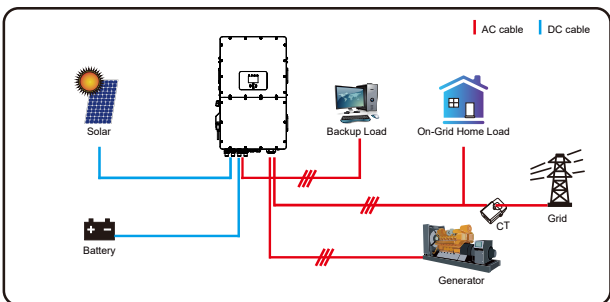 AC cable
DC cable
Solar
Backup Load
On-Grid Home Load
CT
Grid
Battery
Generator